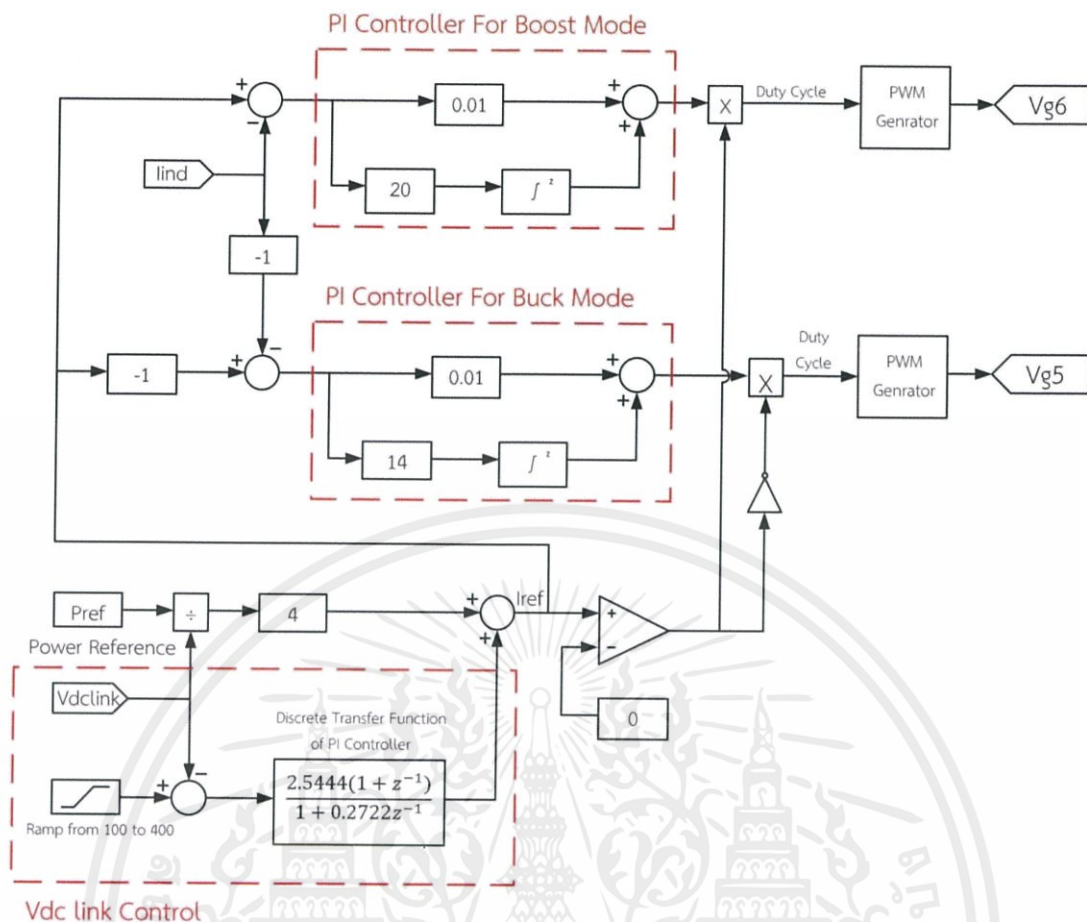 PI Controller For Boost Mode
+
-
0.01
+
+
X
Duty Cycle
PWM
Genrator
Vg6
Iind
20
∫ z
-1
PI Controller For Buck Mode
-1
+
-
0.01
+
+
X
Duty
Cycle
PWM
Genrator
Vg5
14
∫ z
Pref
÷
4
+
+
Iref
+
-
Power Reference
Vdclink
0
Discrete Transfer Function
of PI Controller
-
+
2.5444(1 + z⁻¹)
1 + 0.2722z⁻¹
Ramp from 100 to 400
Vdc link Control